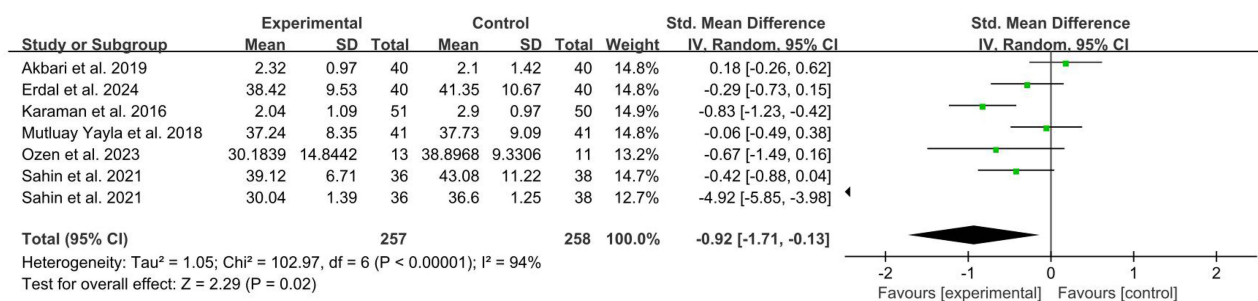 Experimental Control Std. Mean Difference Std. Mean Difference
Study or Subgroup Mean SD Total Mean SD Total Weight IV, Random, 95% CI IV, Random, 95% CI
Akbari et al. 2019 2.32 0.97 40 2.1 1.42 40 14.8% 0.18 [-0.26, 0.62]
Erdal et al. 2024 38.42 9.53 40 41.35 10.67 40 14.8% -0.29 [-0.73, 0.15]
Karaman et al. 2016 2.04 1.09 51 2.9 0.97 50 14.8% -0.83 [-1.23, -0.42]
Mutluay Yayla et al. 2018 37.24 8.35 41 37.73 9.09 41 14.8% -0.06 [-0.49, 0.38]
Ozen et al. 2023 30.1839 14.8442 13 38.8968 9.3306 11 13.2% -0.67 [-1.49, 0.16]
Sahin et al. 2021 39.12 6.71 36 43.08 11.22 38 14.7% -0.42 [-0.88, 0.04]
Sahin et al. 2021 30.04 1.39 36 36.6 1.25 38 12.7% -4.92 [-5.85, -3.98]
Total (95% CI) 257 258 100.0% -0.92 [-1.71, -0.13]
Heterogeneity: Tau² = 1.05; Chi² = 102.97, df = 6 (P < 0.00001); I² = 94%
Test for overall effect: Z = 2.29 (P = 0.02)
-2 -1 0 1 2
Favours [experimental] Favours [control]